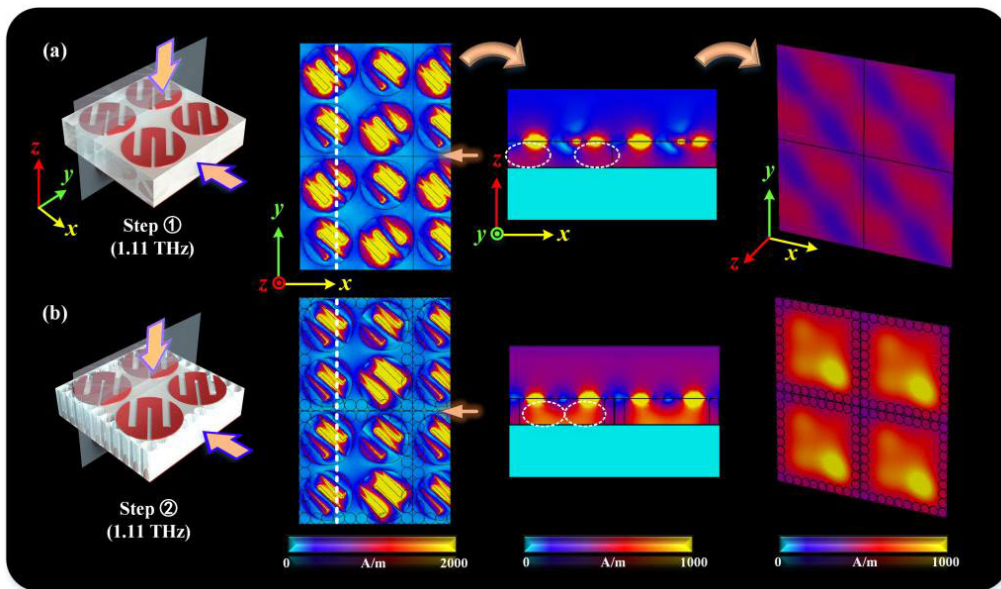 (a)
z
y
x
Step ①
(1.11 THz)
y
z
x
z
y
x
y
z
x
(b)
Step ②
(1.11 THz)
0 A/m 2000
0 A/m 1000
0 A/m 1000